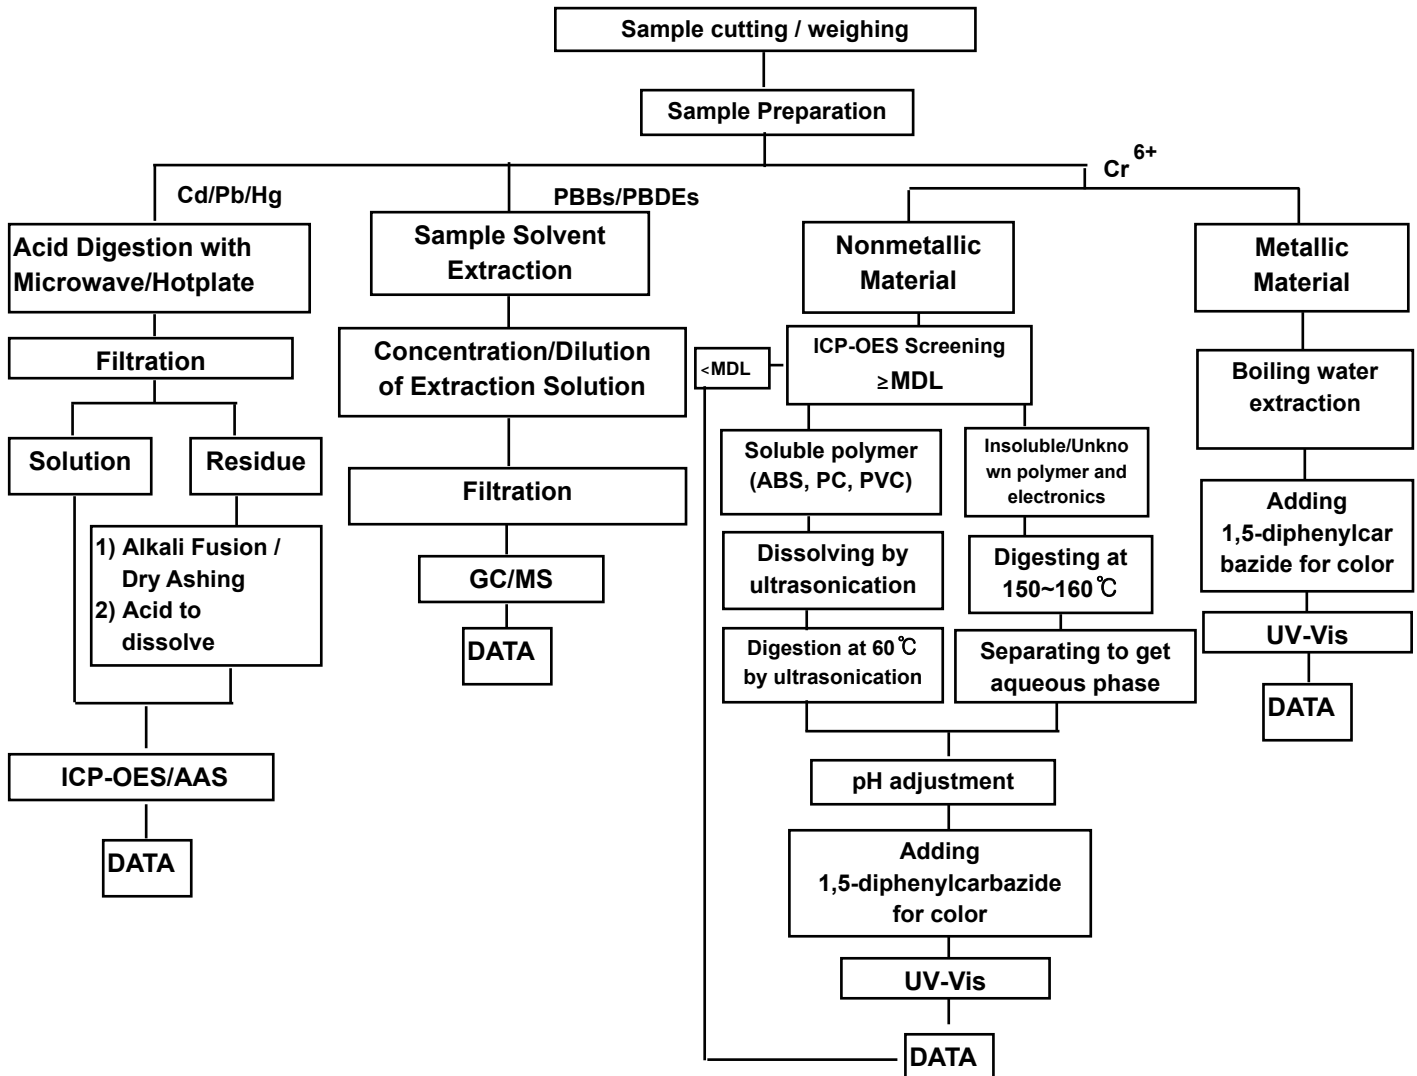 Sample cutting / weighing
Sample Preparation
Cr 6+
Cd/Pb/Hg
PBBs/PBDEs
Acid Digestion with
Microwave/Hotplate
Filtration
Solution
Residue
1) Alkali Fusion /
Dry Ashing
2) Acid to
dissolve
ICP-OES/AAS
DATA
Sample Solvent
Extraction
Concentration/Dilution
of Extraction Solution
Filtration
GC/MS
DATA
Nonmetallic
Material
ICP-OES Screening
≥MDL
<MDL
Soluble polymer
(ABS, PC, PVC)
Dissolving by
ultrasonication
Digestion at 60℃
by ultrasonication
Insoluble/Unkno
wn polymer and
electronics
Digesting at
150~160℃
Separating to get
aqueous phase
pH adjustment
Adding
1,5-diphenylcarbazide
for color
UV-Vis
DATA
Metallic
Material
Boiling water
extraction
Adding
1,5-diphenylcar
bazide for color
UV-Vis
DATA